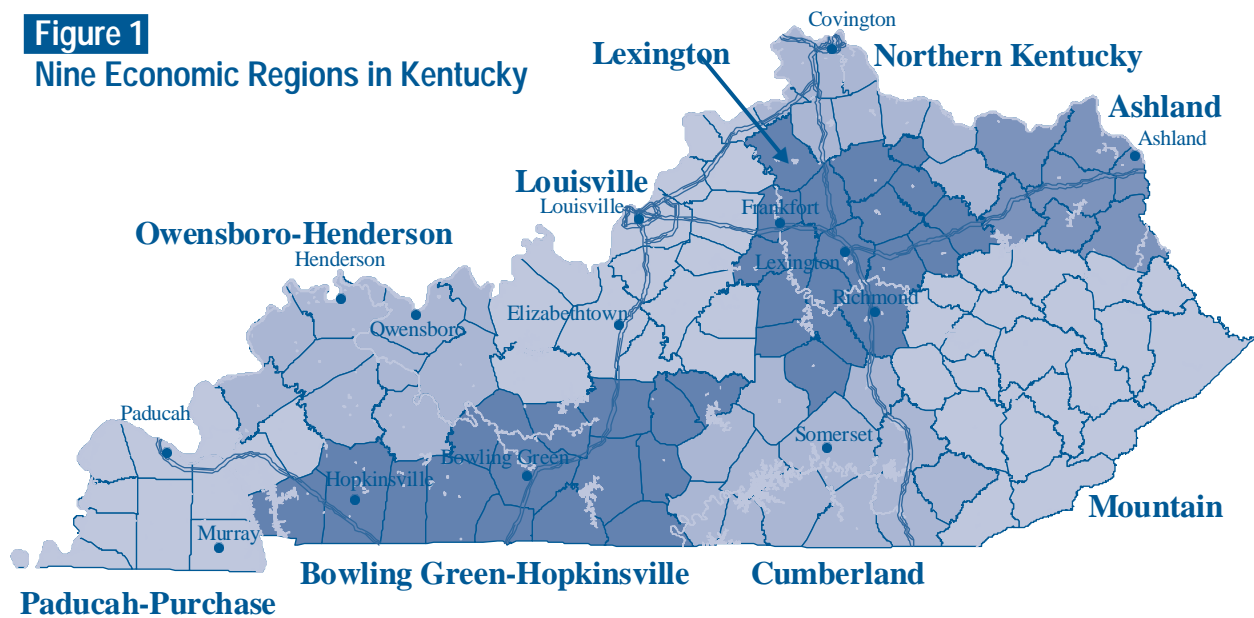 Figure 1
Nine Economic Regions in Kentucky
Covington
Lexington
Northern Kentucky
Ashland
Ashland
Louisville
Louisville
Frankfort
Owensboro-Henderson
Henderson
Lexington
Richmond
Elizabethtown
Owensboro
Paducah
Somerset
Bowling Green
Hopkinsville
Mountain
Murray
Bowling Green-Hopkinsville
Cumberland
Paducah-Purchase